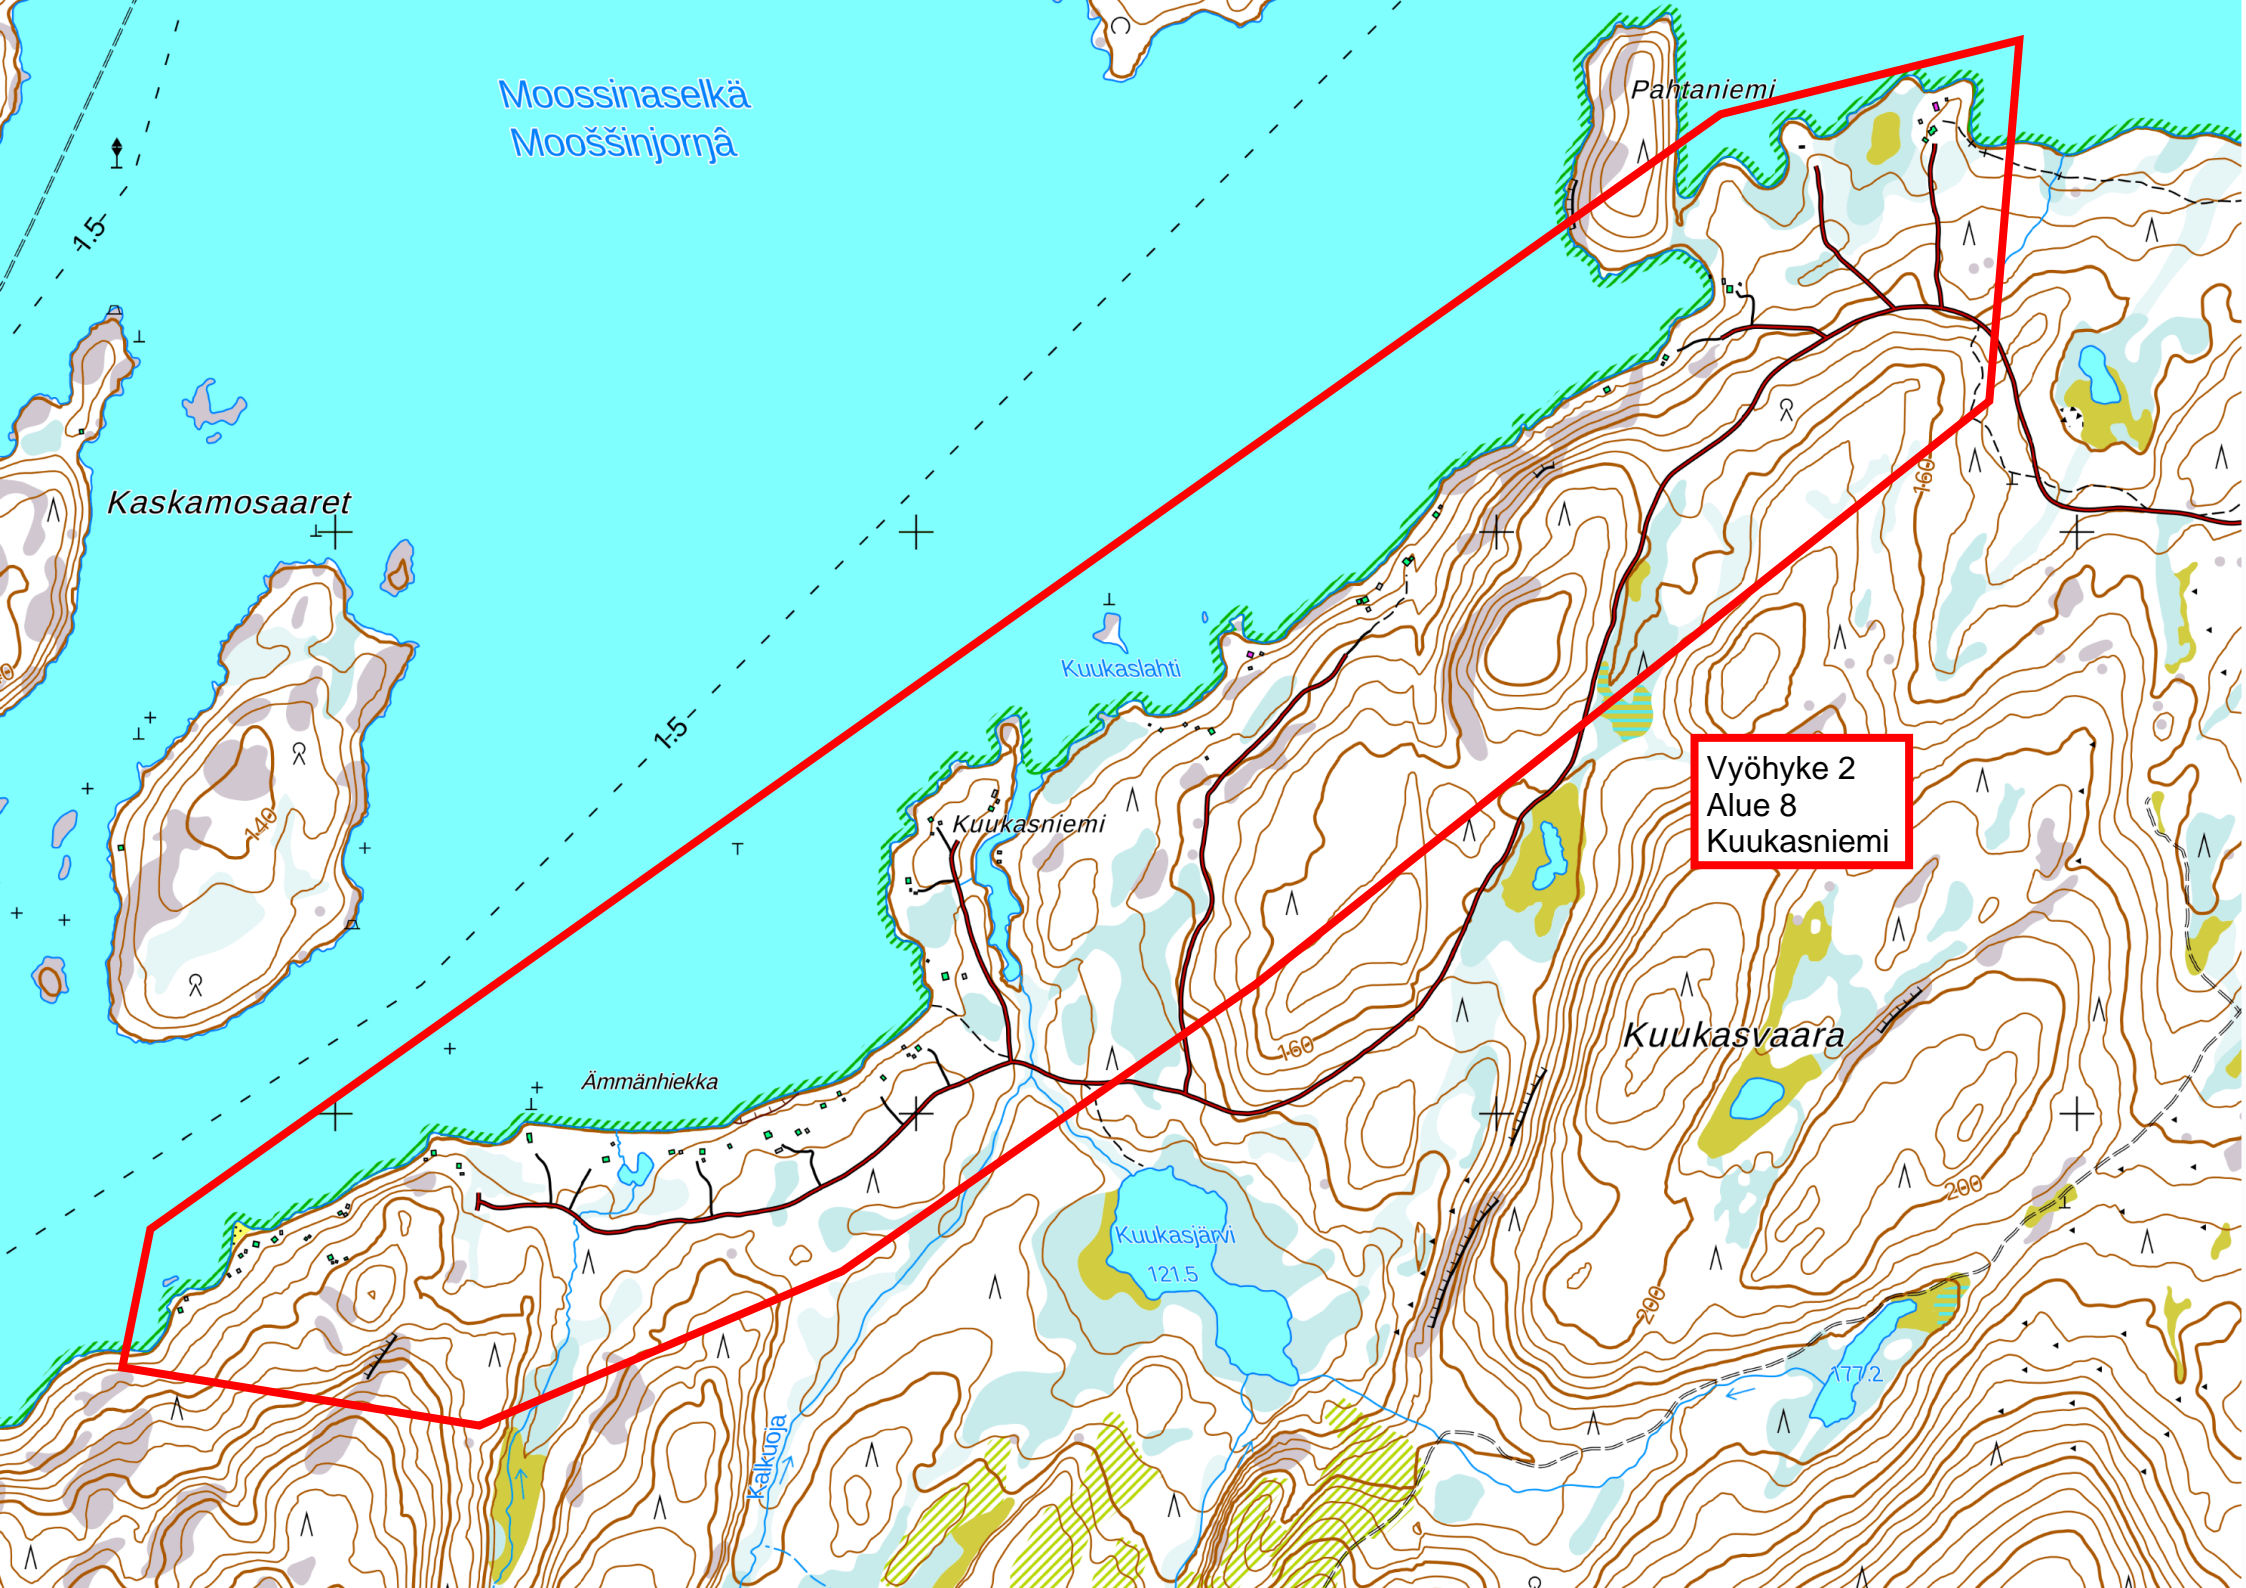 Moossinaselkä
Mooššinjorŋâ
Pahtaniemi
1.5
Kaskamosaaret
160
Kuukaslahti
1.5
Vyöhyke 2
Alue 8
Kuukasniemi
140
Kuukasniemi
Kuukasvaara
160
Ämmänhiekka
200
Kuukasjärvi
121.5
200
177.2
Kalkuoja